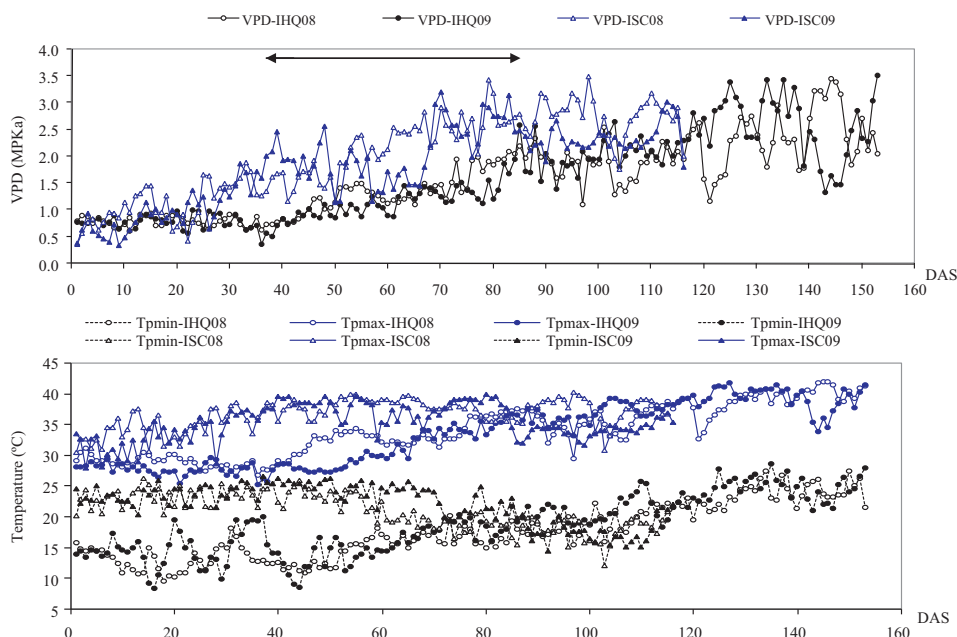 VPD-IHQ08 VPD-IHQ09 VPD-ISC08 VPD-ISC09
4.0
3.5
3.0
2.5
2.0
1.5
1.0
0.5
0.0
VPD (MPKa)
0 10 20 30 40 50 60 70 80 90 100 110 120 130 140 150 160
DAS
Tpmin-IHQ08 Tpmax-IHQ08 Tpmax-IHQ09 Tpmin-IHQ09
Tpmin-ISC08 Tpmax-ISC08 Tpmin-ISC09 Tpmax-ISC09
45
40
35
30
25
20
15
10
5
Temperature (ºC)
0 20 40 60 80 100 120 140 160
DAS